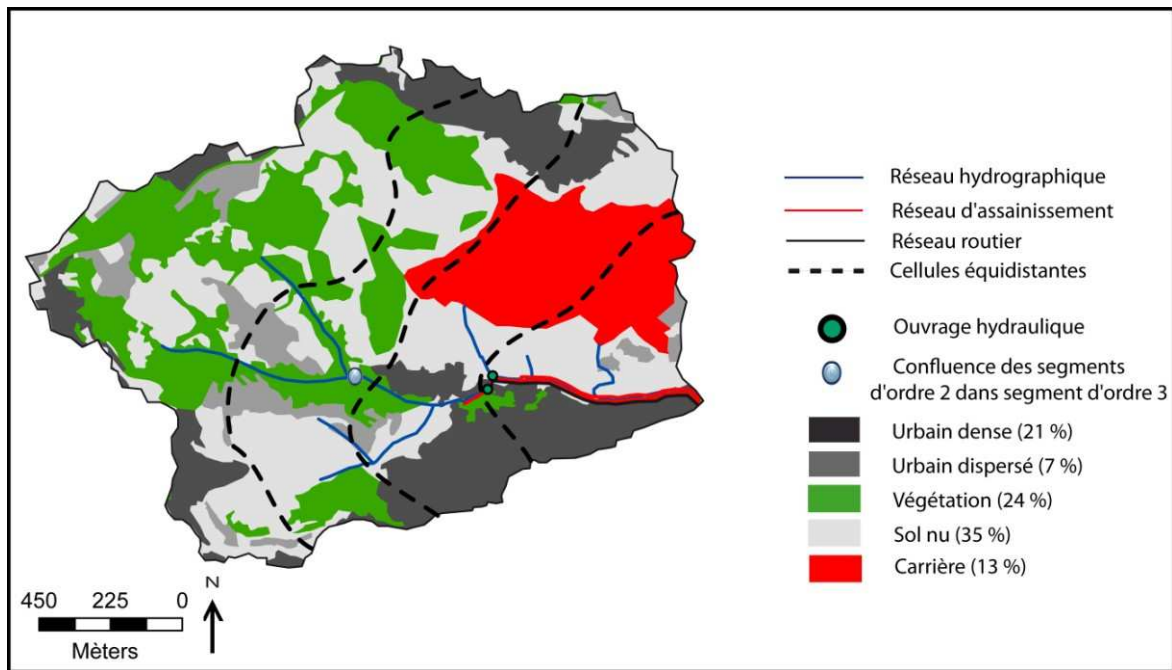 Réseau hydrographique
Réseau d'assainissement
Réseau routier
Cellules équidistantes
Ouvrage hydraulique
Confluence des segments
d'ordre 2 dans segment d'ordre 3
Urbain dense (21 %)
Urbain dispersé (7 %)
Végétation (24 %)
Sol nu (35 %)
Carrière (13 %)
N
450 225 0
Mèters